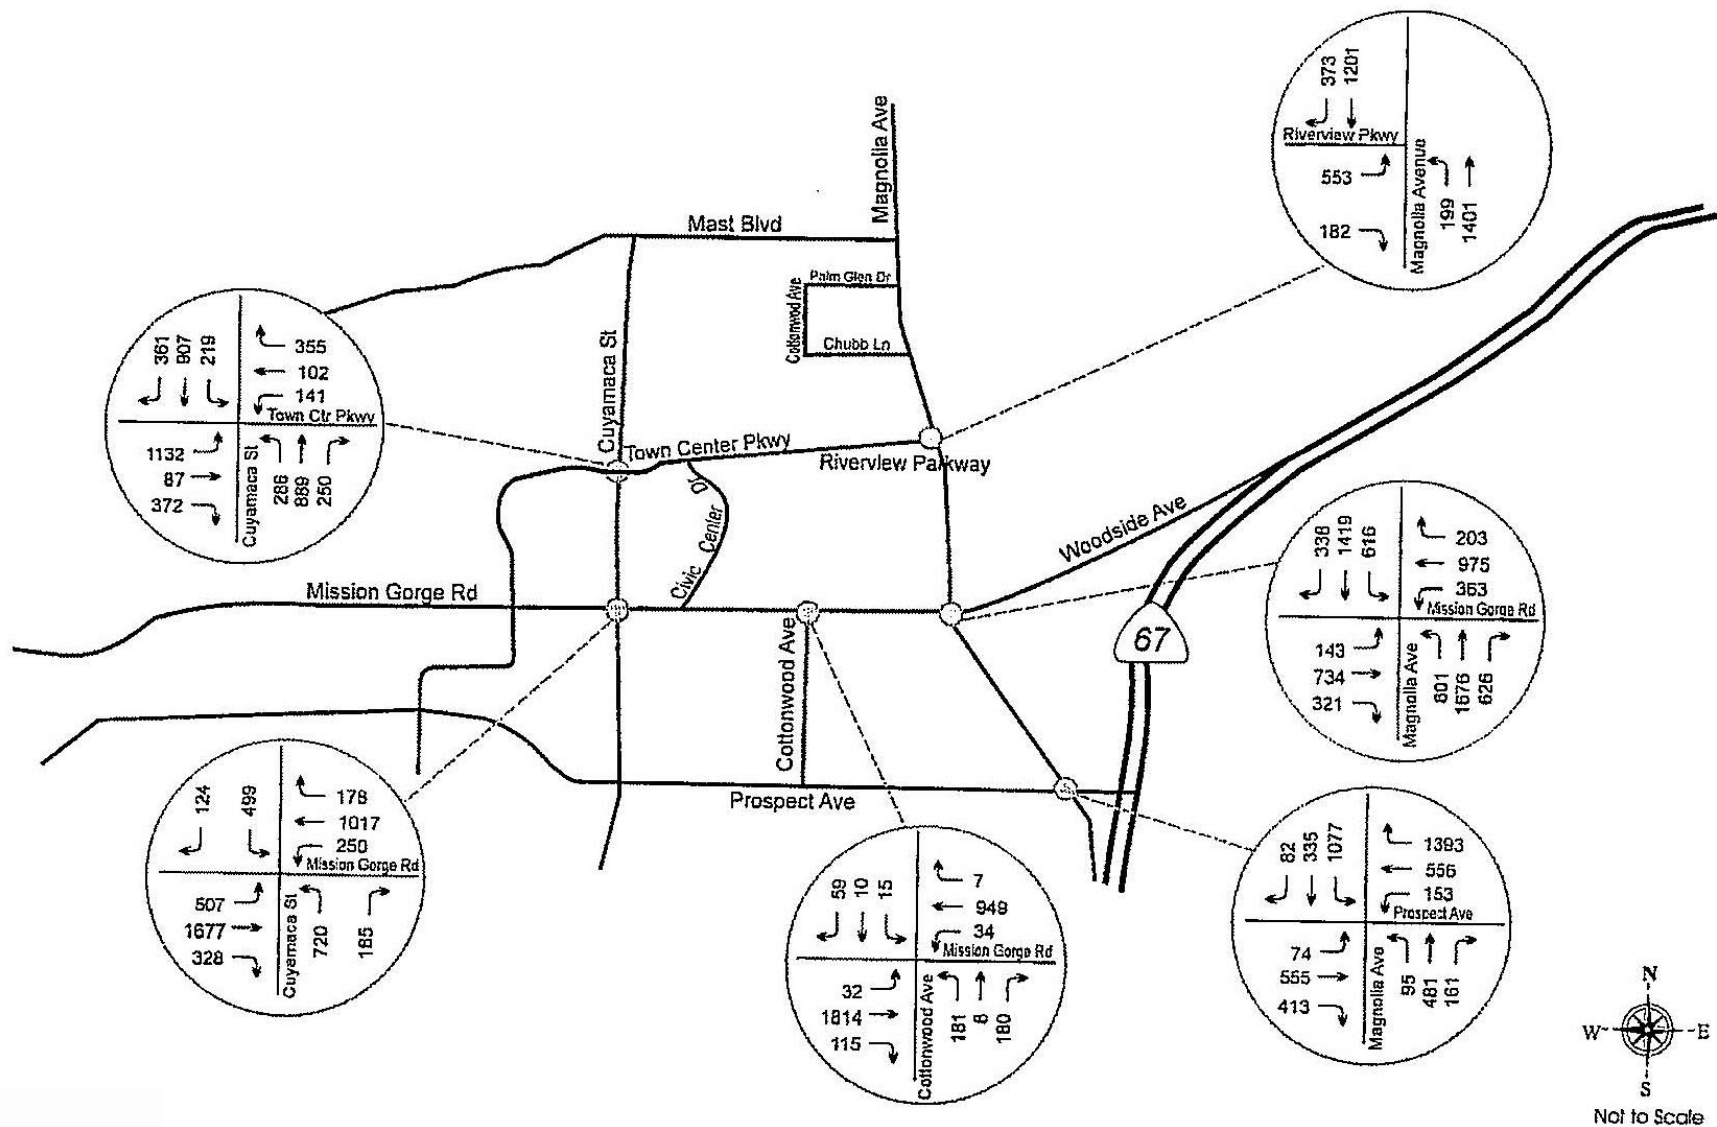 373
1201
Riverview Pkwy
553
182
Magnolia Avenue
199
1401
Magnolia Ave
Mast Blvd
Palm Glen Dr
Cottonwood Ave
Chubb Ln
Cuyamaca St
Town Center Pkwy
Riverview Parkway
Civic Center Dr
Woodside Ave
Mission Gorge Rd
67
Cottonwood Ave
Prospect Ave
361
907
219
355
102
141
Town Ctr Pkwy
1132
87
372
Cuyamaca St
286
889
250
338
1419
616
203
975
363
Mission Gorge Rd
143
734
321
Magnolia Ave
1676
626
124
499
178
1017
250
Mission Gorge Rd
507
1677
328
Cuyamaca St
720
185
59
10
15
7
949
34
Mission Gorge Rd
32
1814
115
Cottonwood Ave
181
8
180
82
335
1077
1393
556
153
Prospect Ave
74
555
413
Magnolia Ave
95
481
161
N
W
E
S
Not to Scale